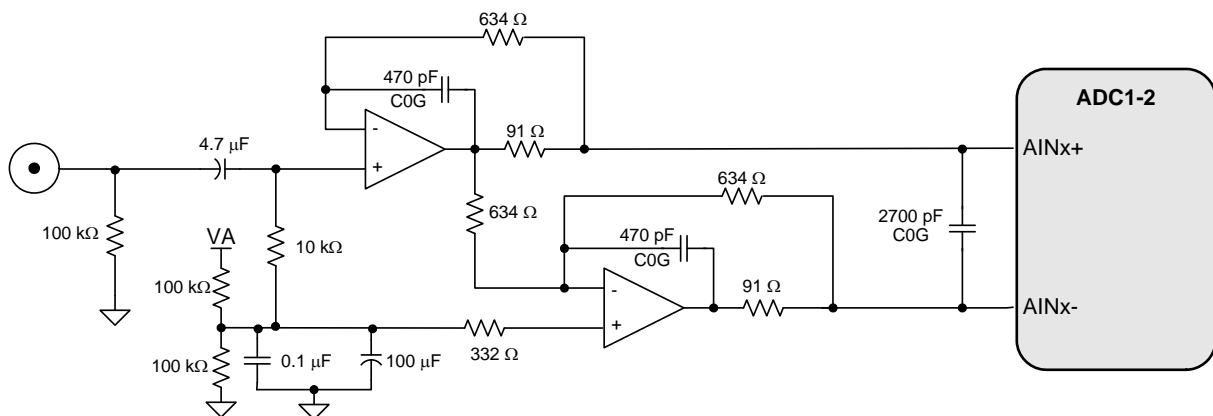 634 Ω
470 pF
C0G
ADC1-2
4.7 µF
-
+
91 Ω
AINx+
100 kΩ
VA
10 kΩ
634 Ω
634 Ω
470 pF
C0G
2700 pF
C0G
100 kΩ
-
+
91 Ω
AINx-
332 Ω
100 kΩ
0.1 µF
100 µF